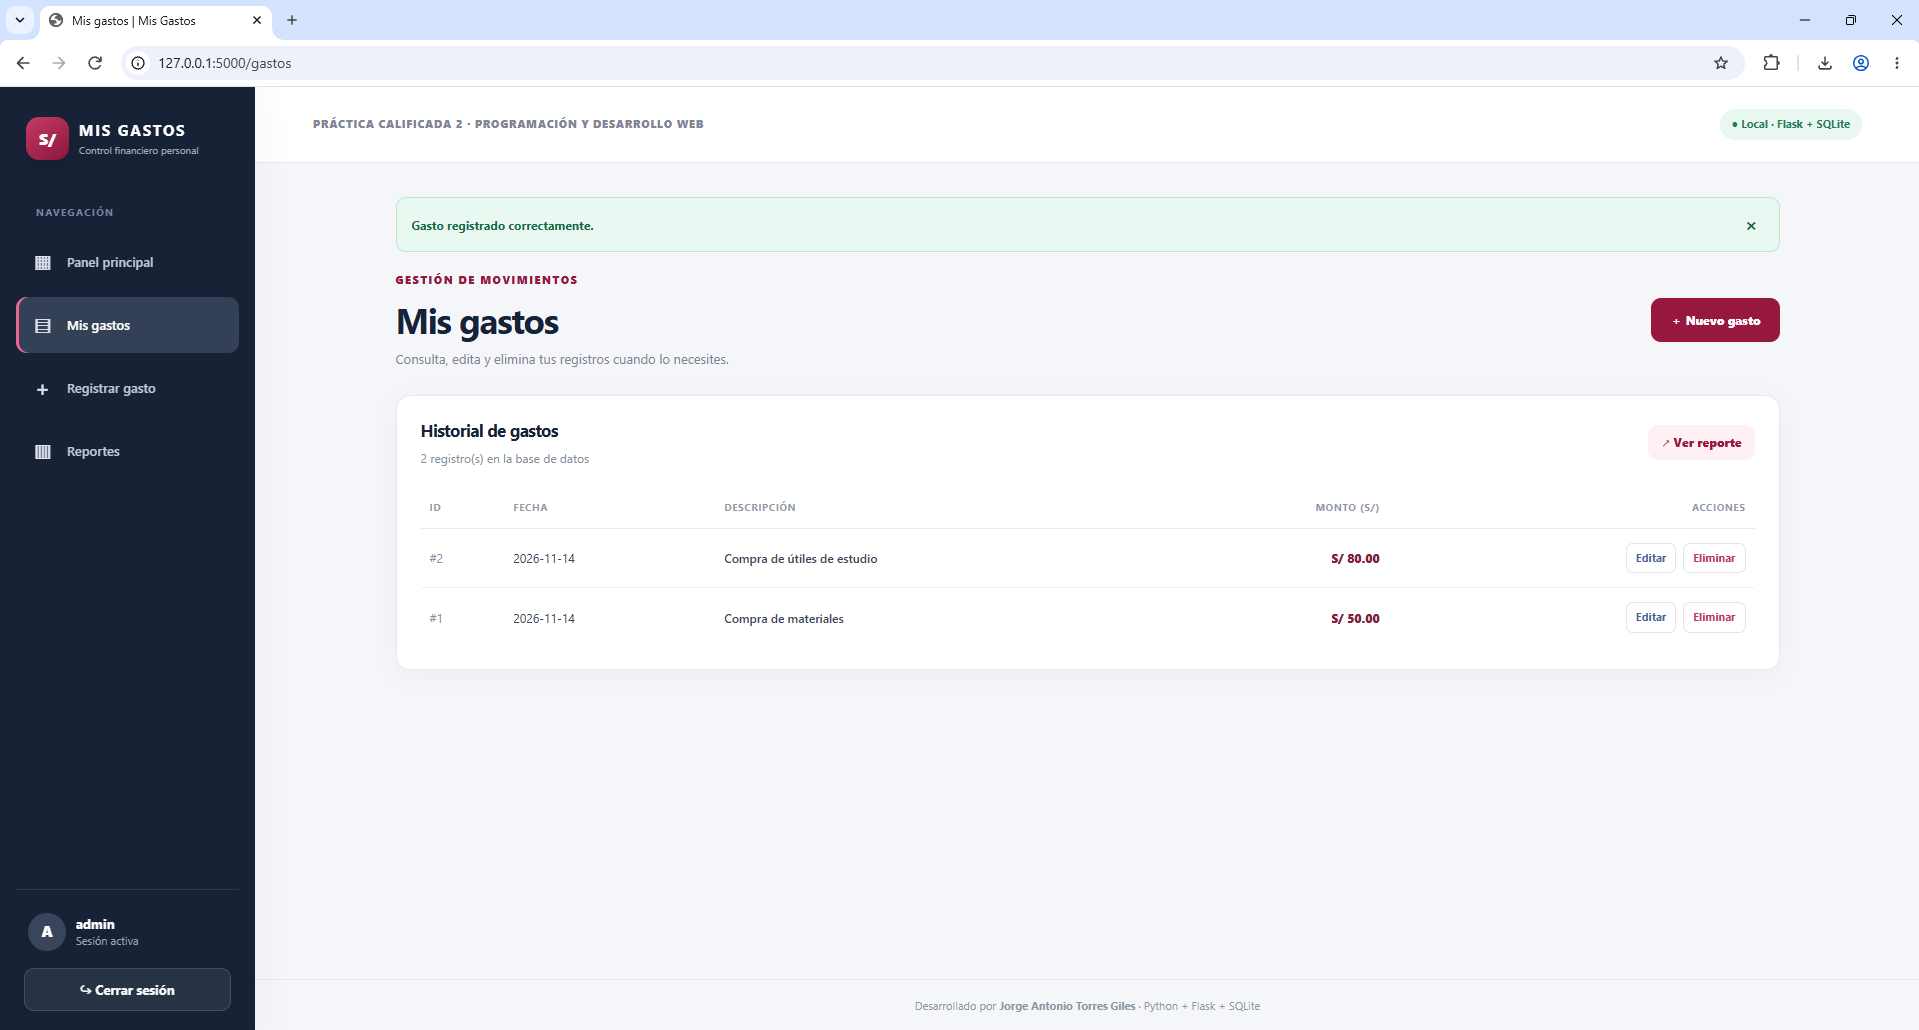 Mis gastos | Mis Gastos
127.0.0.1:5000/gastos
S/
MIS GASTOS
Control financiero personal
NAVEGACIÓN
Panel principal
Mis gastos
Registrar gasto
Reportes
A
admin
Sesión activa
↪ Cerrar sesión
PRÁCTICA CALIFICADA 2 · PROGRAMACIÓN Y DESARROLLO WEB
● Local · Flask + SQLite
Gasto registrado correctamente.
×
GESTIÓN DE MOVIMIENTOS
Mis gastos
+ Nuevo gasto
Consulta, edita y elimina tus registros cuando lo necesites.
Historial de gastos
2 registro(s) en la base de datos
↗ Ver reporte
ID FECHA DESCRIPCIÓN MONTO (S/) ACCIONES
#2 2026-11-14 Compra de útiles de estudio S/ 80.00 Editar Eliminar
#1 2026-11-14 Compra de materiales S/ 50.00 Editar Eliminar
Desarrollado por Jorge Antonio Torres Giles · Python + Flask + SQLite